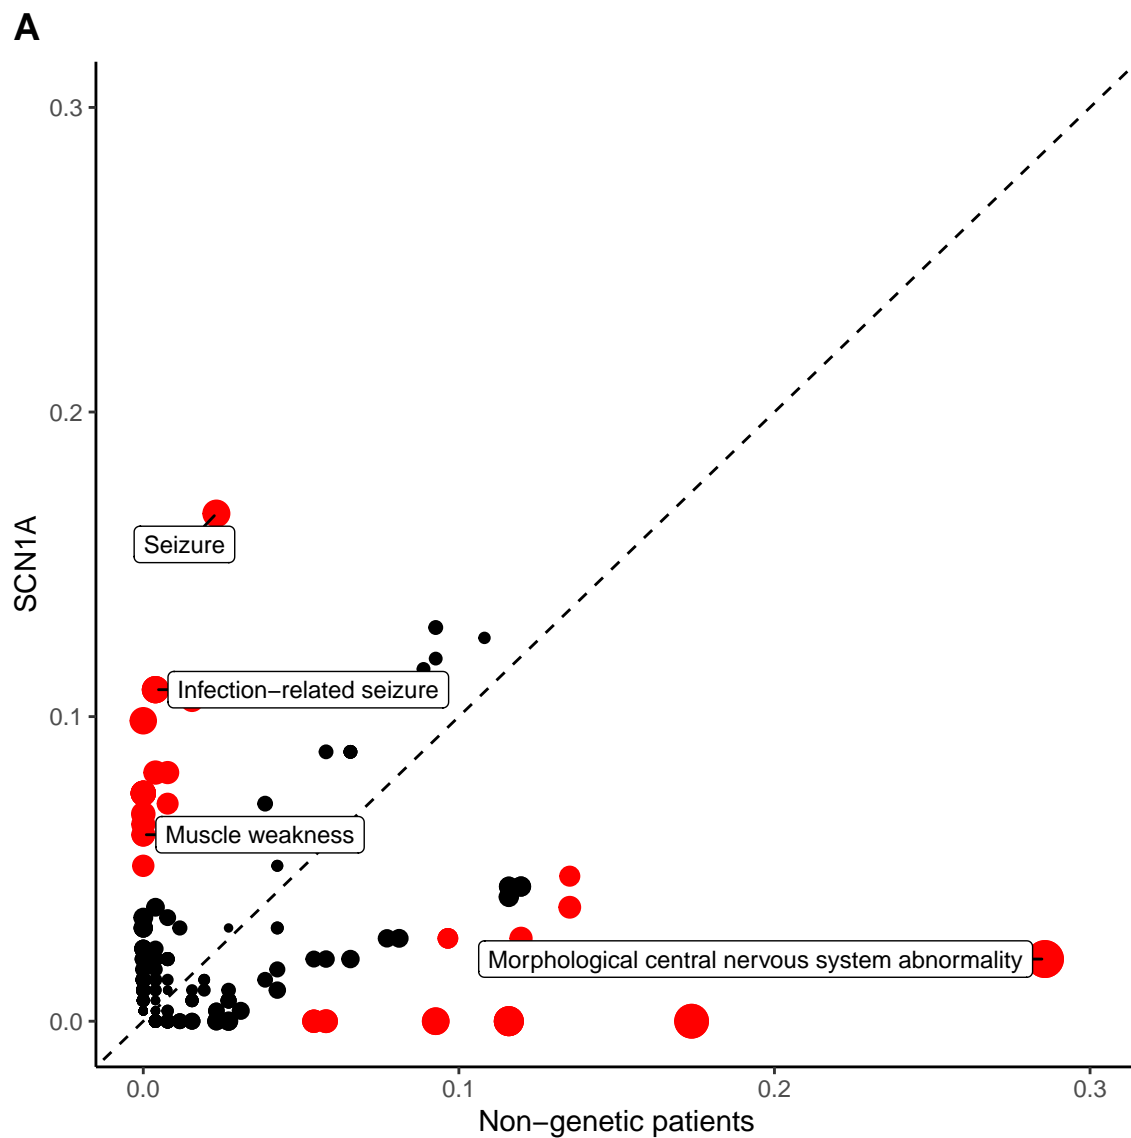 A
0.3
0.2
Seizure
Infection−related seizure
0.1
Muscle weakness
Morphological central nervous system abnormality
0.0
SCN1A
0.0 0.1 0.2 0.3
Non−genetic patients